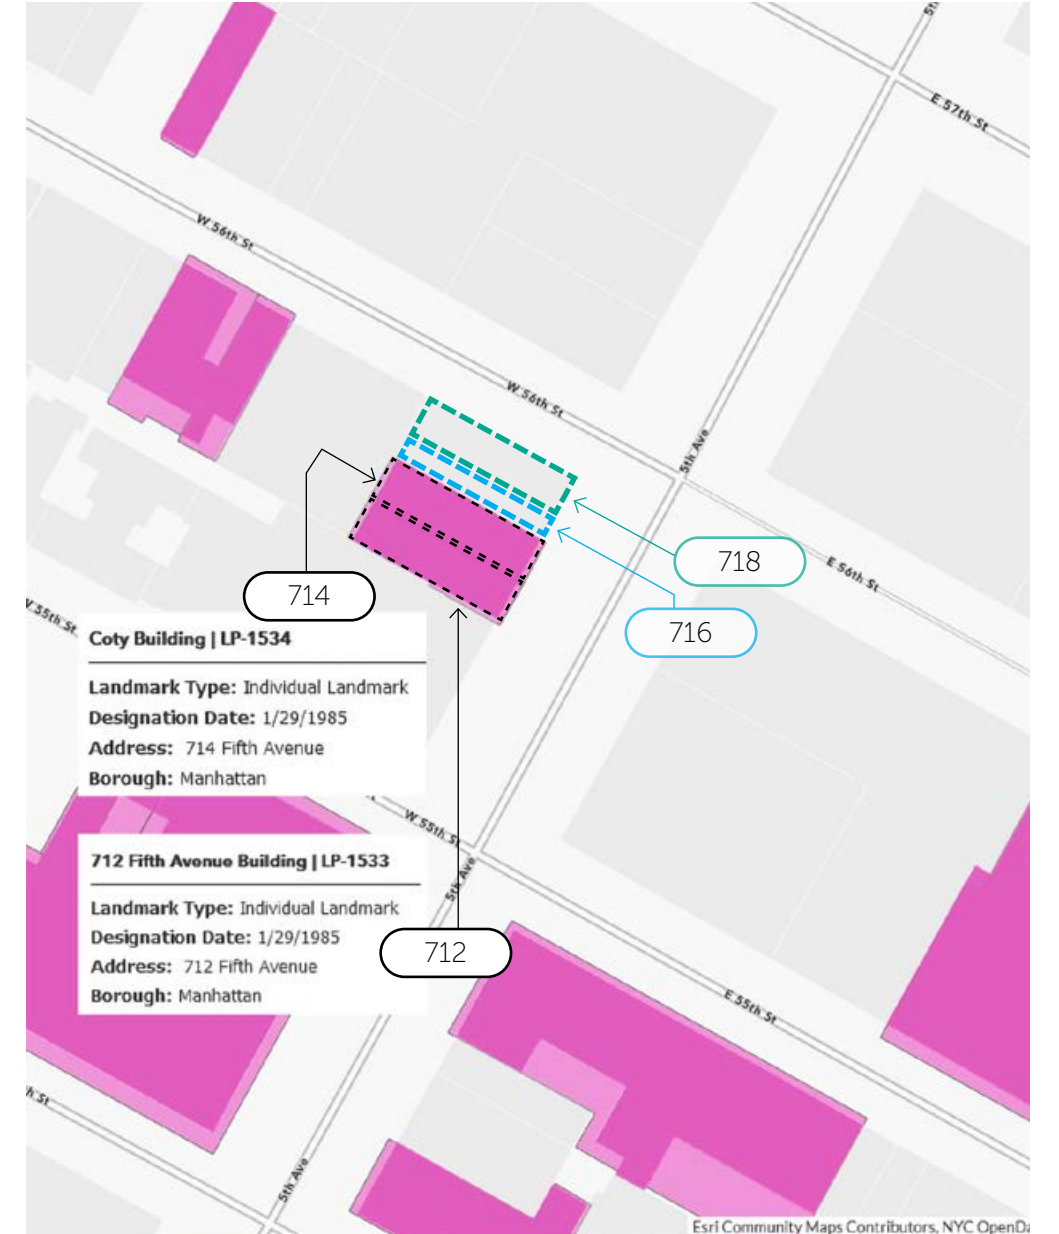 5th
E 57th St
W 56th St
W 56th St
5th Ave
718
E 56th St
714
716
W 55th St
Coty Building | LP-1534
Landmark Type: Individual Landmark
Designation Date: 1/29/1985
Address: 714 Fifth Avenue
Borough: Manhattan
W 55th St
712 Fifth Avenue Building | LP-1533
5th Ave
Landmark Type: Individual Landmark
Designation Date: 1/29/1985
712
Address: 712 Fifth Avenue
Borough: Manhattan
E 55th St
h St
5th Ave
Esri Community Maps Contributors, NYC OpenDa